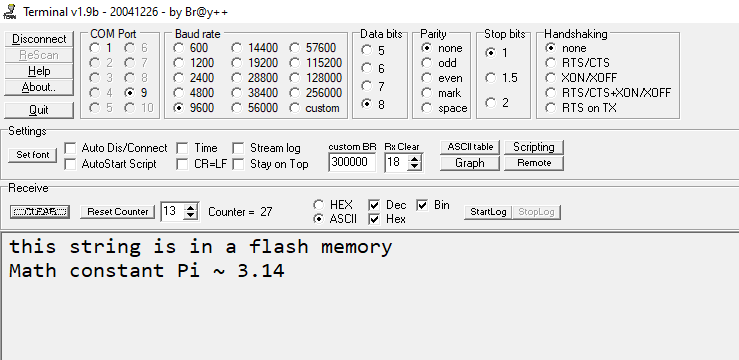 Terminal v1.9b - 20041226 - by Br@y++
Disconnect
ReScan
Help
About..
Quit
COM Port
1 6
2 7
3 8
4 9
5 10
Baud rate
600 14400 57600
1200 19200 115200
2400 28800 128000
4800 38400 256000
9600 56000 custom
Data bits
5
6
7
8
Parity
none
odd
even
mark
space
Stop bits
1
1.5
2
Handshaking
none
RTS/CTS
XON/XOFF
RTS/CTS+XON/XOFF
RTS on TX
Settings
Set font
Auto Dis/Connect Time Stream log
AutoStart Script CR=LF Stay on Top
custom BR Rx Clear
300000 18
ASCII table Scripting
Graph Remote
Receive
CLEAR Reset Counter 13 Counter = 27
HEX Dec Bin
ASCII Hex
StartLog StopLog
this string is in a flash memory
Math constant Pi ~ 3.14